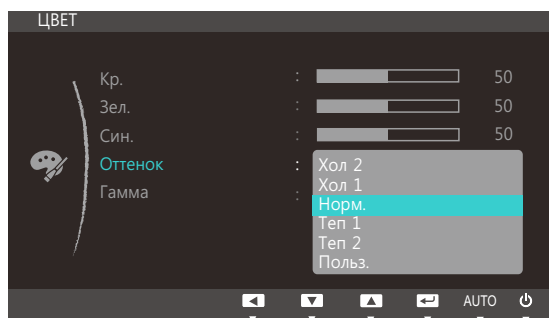 ЦВЕТ
Кр. : 50
Зел. : 50
Син. : 50
Оттенок : Хол 2
Хол 1
Гамма : Норм.
Теп 1
Теп 2
Польз.
AUTO